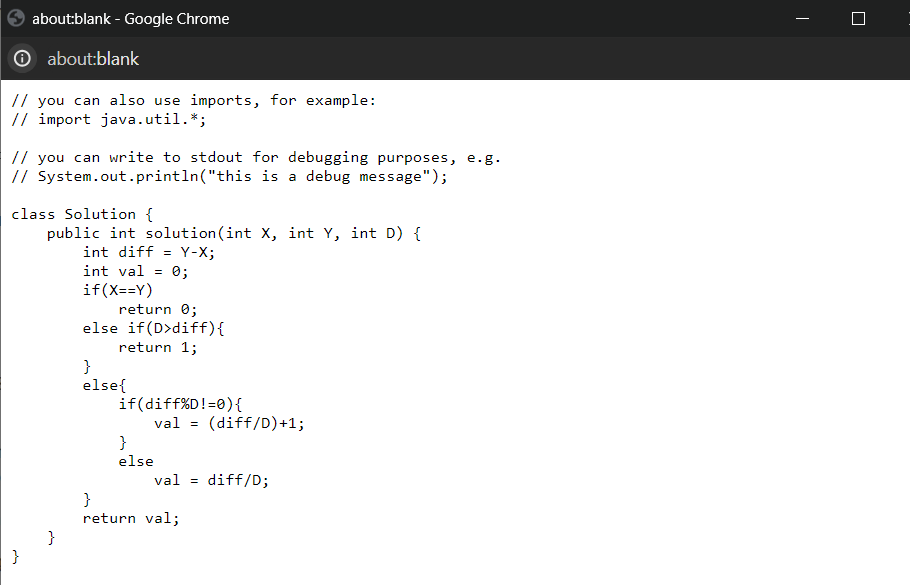 about:blank - Google Chrome
about:blank
// you can also use imports, for example:
// import java.util.*;
// you can write to stdout for debugging purposes, e.g.
// System.out.println("this is a debug message");
class Solution {
    public int solution(int X, int Y, int D) {
        int diff = Y-X;
        int val = 0;
        if(X==Y)
            return 0;
        else if(D>diff){
            return 1;
        }
        else{
            if(diff%D!=0){
                val = (diff/D)+1;
            }
            else
                val = diff/D;
        }
        return val;
    }
}